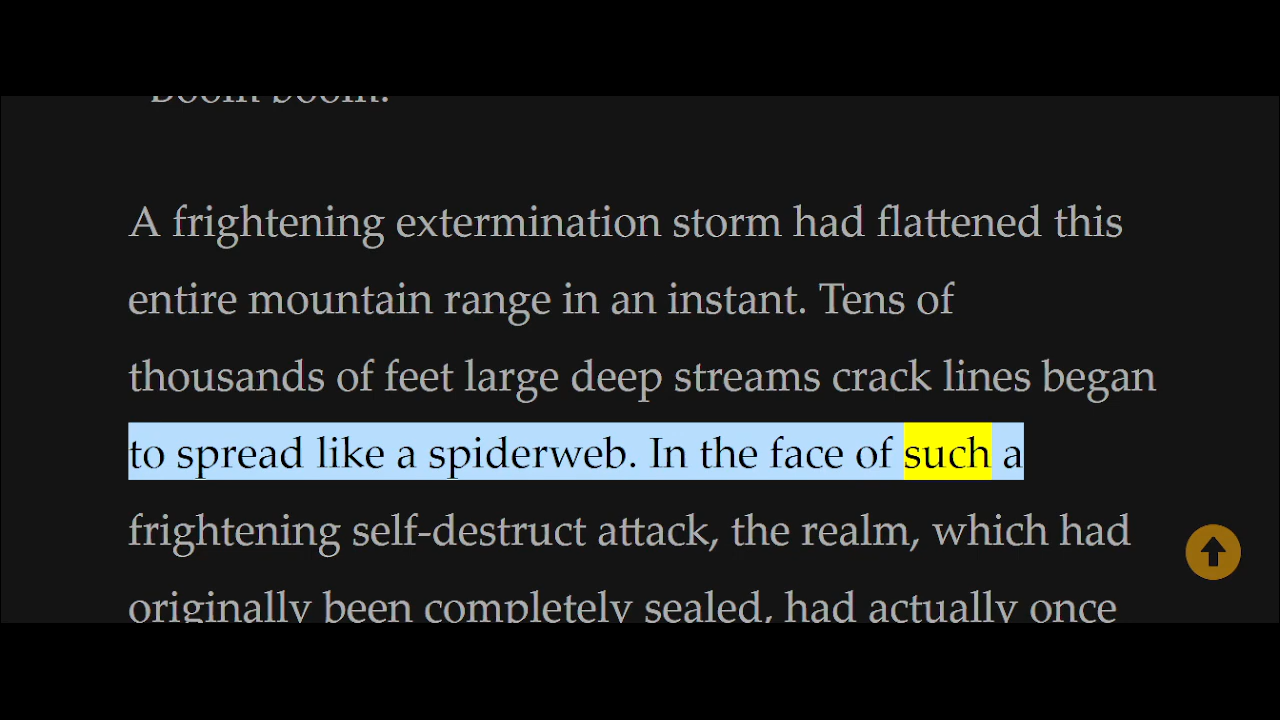 "Boom boom!
A frightening extermination storm had flattened this
entire mountain range in an instant. Tens of
thousands of feet large deep streams crack lines began
to spread like a spiderweb. In the face of such a
frightening self-destruct attack, the realm, which had
originally been completely sealed, had actually once